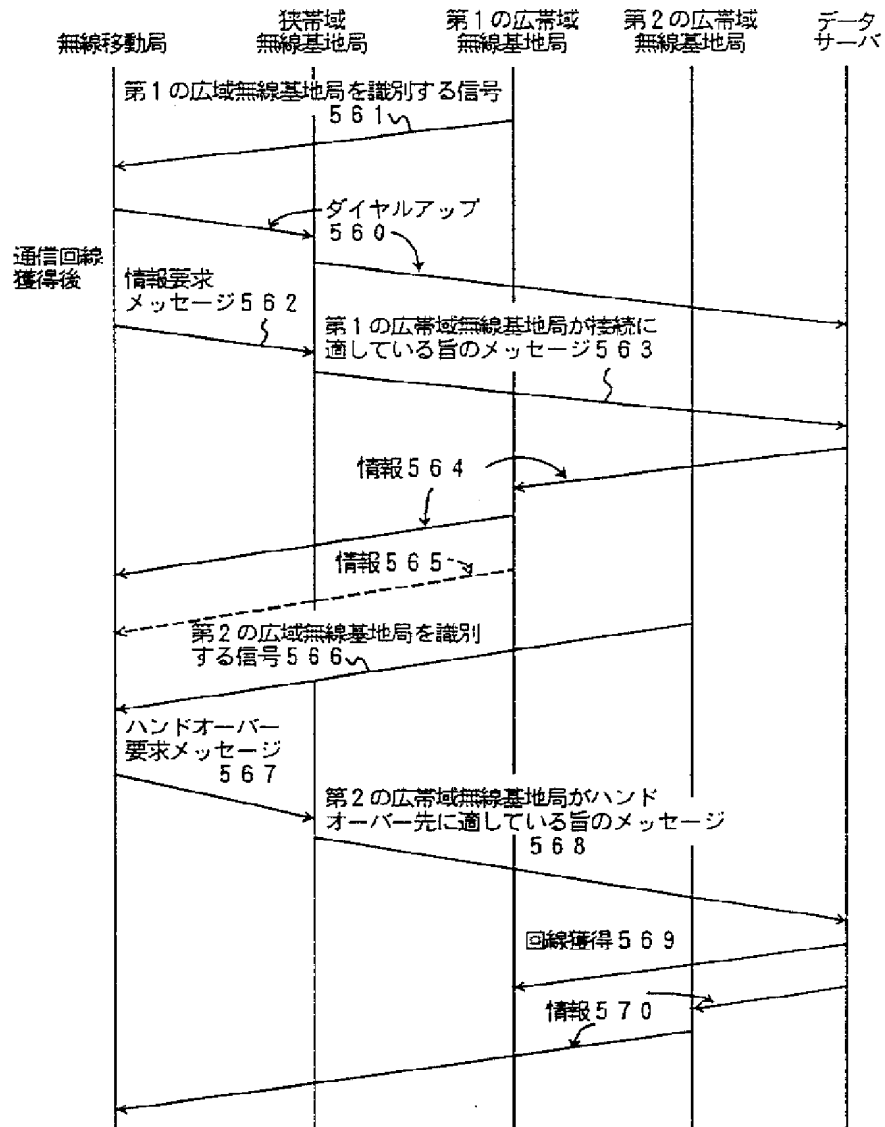 無線移動局
狭帯域
無線基地局
第1の広帯域
無線基地局
第2の広帯域
無線基地局
データ
サーバ
第1の広域無線基地局を識別する信号
561
ダイヤルアップ
560
通信回線
獲得後
情報要求
メッセージ562
第1の広帯域無線基地局が接続に
適している旨のメッセージ563
情報564
情報565
第2の広域無線基地局を識別
する信号566
ハンドオーバー
要求メッセージ
567
第2の広帯域無線基地局がハンド
オーバー先に適している旨のメッセージ
568
回線獲得569
情報570